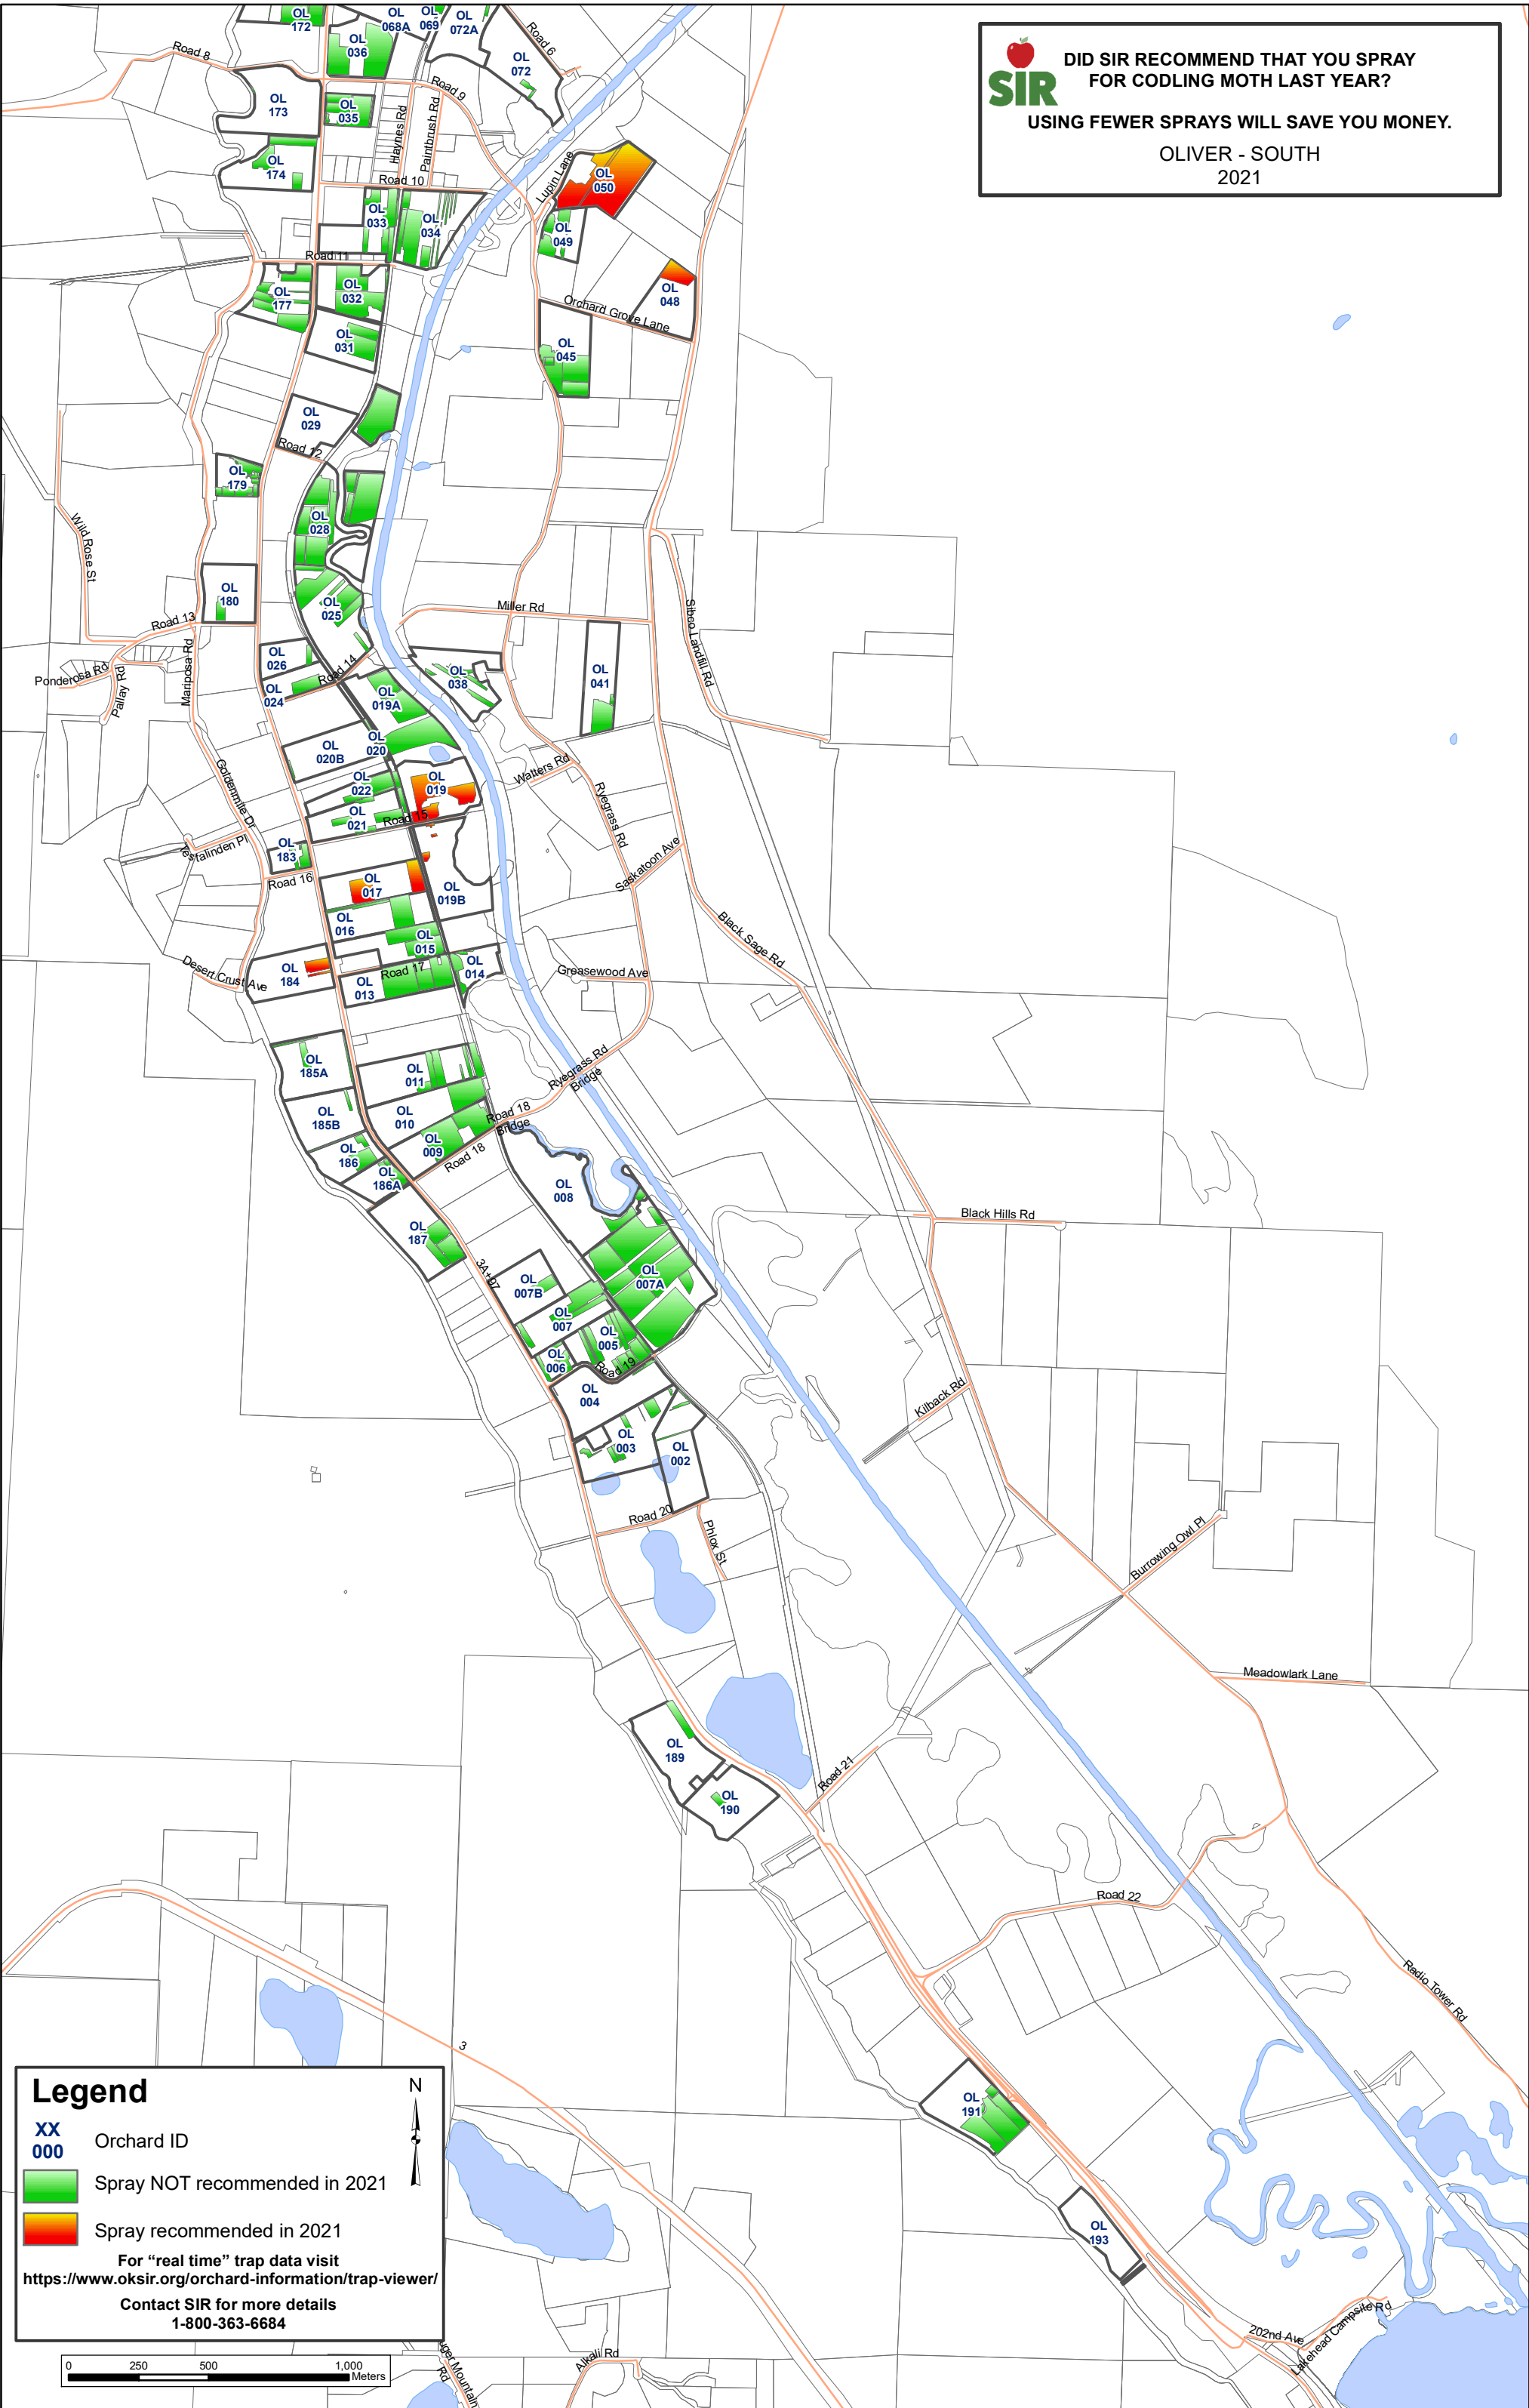 SIR
DID SIR RECOMMEND THAT YOU SPRAY
FOR CODLING MOTH LAST YEAR?
USING FEWER SPRAYS WILL SAVE YOU MONEY.
OLIVER - SOUTH
2021
OL
172
OL
068A
OL
069
OL
072A
Road 6
OL
036
Road 8
OL
072
Road 9
OL
173
OL
035
Haynes Rd
Paintbrush Rd
OL
174
Road 10
Lupin Lane
OL
050
OL
033
OL
034
OL
049
Road 11
OL
177
OL
032
OL
048
Orchard Grove Lane
OL
031
OL
045
OL
029
Road 12
OL
179
OL
028
Wild Rose St
OL
180
OL
025
Miller Rd
Sibco Landfill Rd
Road 13
Mariposa Rd
Ponderosa Rd
Pallay Rd
OL
026
Road 14
OL
024
OL
019A
OL
038
OL
041
OL
020B
OL
020
Goldenmile Dr
OL
022
OL
019
Watters Rd
Ryegrass Rd
OL
021
Road 15
Testalinden Pl
OL
183
Road 16
OL
017
OL
019B
Saskatoon Ave
OL
016
OL
015
Black Sage Rd
Desert Crust Ave
OL
184
Road 17
OL
013
OL
014
Greasewood Ave
OL
185A
OL
011
Ryegrass Rd
Bridge
OL
185B
OL
010
Road 18
Bridge
OL
009
Road 18
OL
186
OL
186A
OL
008
OL
187
Black Hills Rd
3A+97
OL
007B
OL
007A
OL
007
OL
005
OL
006
Road 19
OL
004
Kilback Rd
OL
003
OL
002
Road 20
Phlox St
Burrowing Owl Pl
Meadowlark Lane
OL
189
OL
190
Road 21
Road 22
Radio Tower Rd
3
OL
191
OL
193
202nd Ave
Lakehead Campsite Rd
Alkali Rd
Legend
N
XX
000
Orchard ID
Spray NOT recommended in 2021
Spray recommended in 2021
For “real time” trap data visit
https://www.oksir.org/orchard-information/trap-viewer/
Contact SIR for more details
1-800-363-6684
0 250 500 1,000
Meters
Mountain
Rd